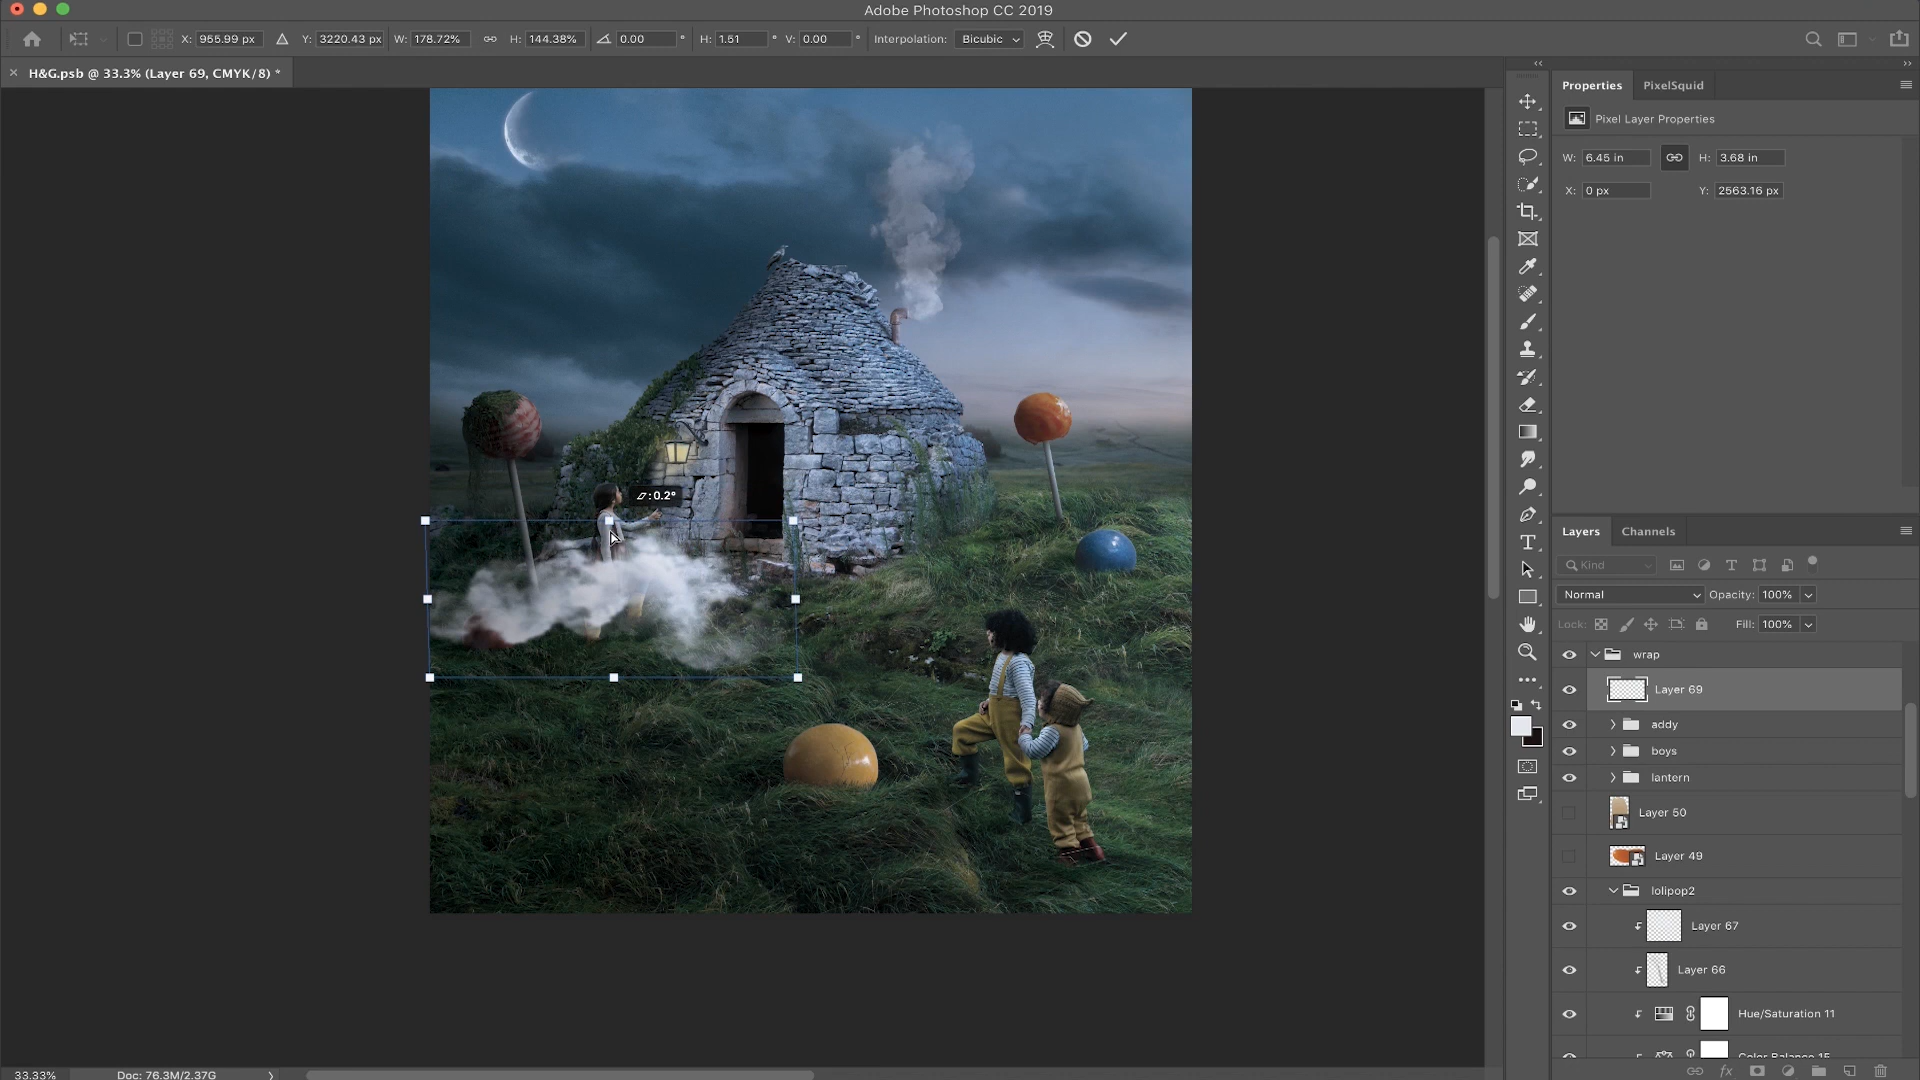 Adobe Photoshop CC 2019
X: 955.99 px Y: 3220.43 px W: 178.72% H: 144.38% 0.00 ° H: 1.51 ° V: 0.00 ° Interpolation: Bicubic
× H&G.psb @ 33.3% (Layer 69, CMYK/8) *
Properties PixelSquid
Pixel Layer Properties
W: 6.45 in H: 3.68 in
X: 0 px Y: 2563.16 px
:0.2°
Layers Channels
Kind
Normal Opacity: 100%
Lock: Fill: 100%
wrap
Layer 69
addy
boys
lantern
Layer 50
Layer 49
lolipop2
Layer 67
Layer 66
Hue/Saturation 11
Color Balance 15
fx
33.33% Doc: 76.3M/2.37G